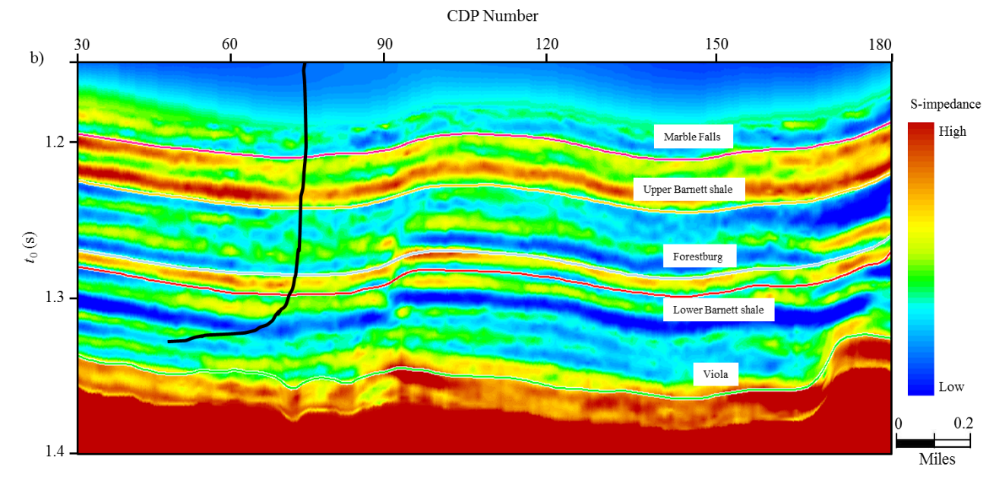 CDP Number
30 60 90 120 150 180
b)
S-impedance
High
Marble Falls
1.2
Upper Barnett shale
t0 (s)
Forestburg
1.3
Lower Barnett shale
Viola
Low
0 0.2
1.4
Miles